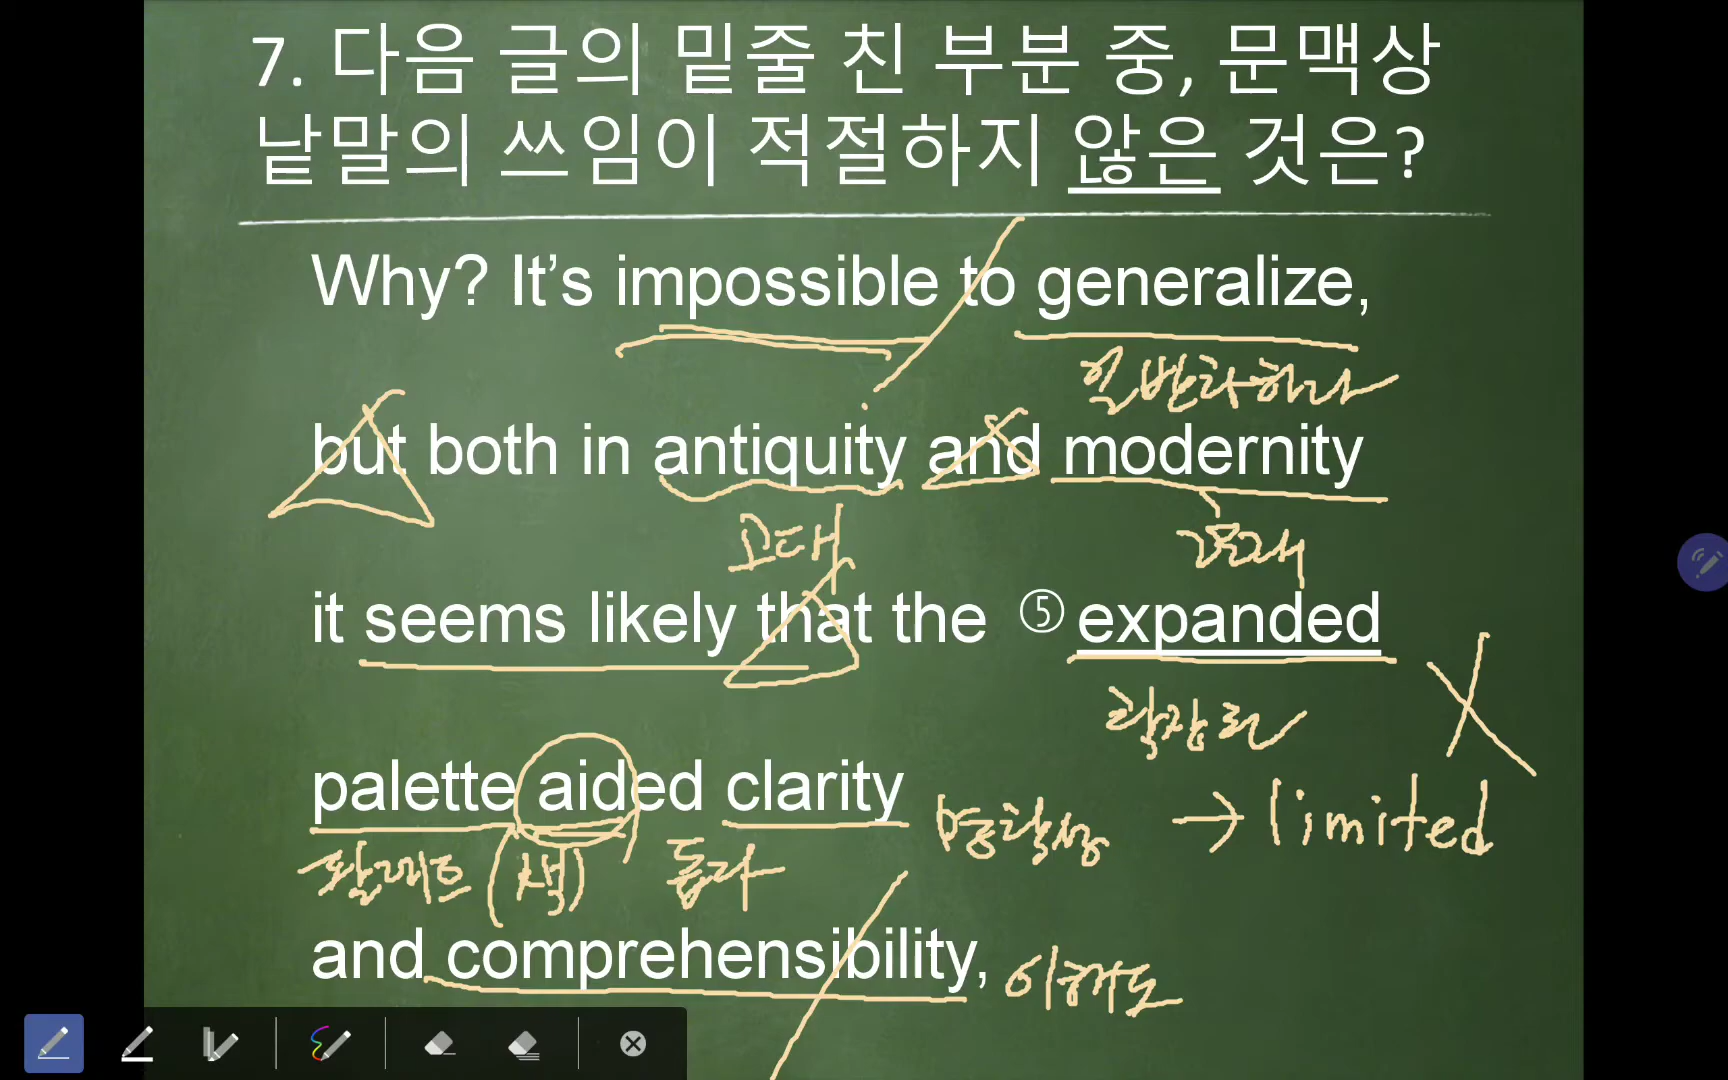 7. 다음 글의 밑줄 친 부분 중, 문맥상
낱말의 쓰임이 적절하지 않은 것은?
Why? It’s impossible to generalize,
일반화하다
but both in antiquity and modernity
고대 현재
it seems likely that the ⑤ expanded
확장된
palette aided clarity 명확성 → limited
팔레트 (색) 돕다
and comprehensibility, 이해도